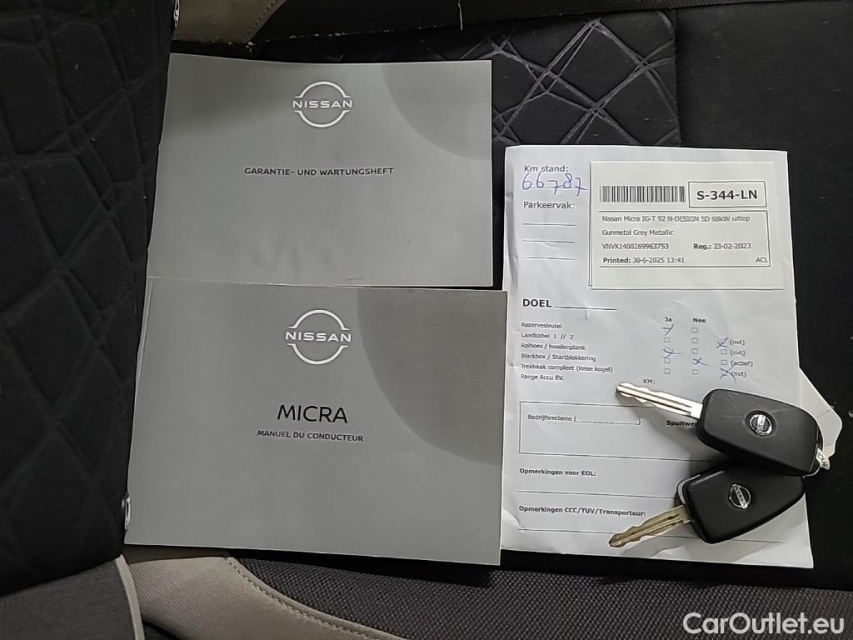 NISSAN
GARANTIE- UND WARTUNGSHEFT
NISSAN
MICRA
MANUEL DU CONDUCTEUR
Km stand:
66787
Parkeervak:
S-344-LN
Nissan Micra IG-T 92 N-DESIGN 5D 68kW uitlop
Gunmetal Grey Metallic
VNVK1400269963753 Reg.: 23-02-2023
Printed: 30-6-2025 13:41 ACL
DOEL
Ja Nee
Reservesleutel
Laadkabel 1 // 2 (nvt)
Rolhoes / hoedenplank (nvt)
Blackbox / Startblokkering (actief)
Trekhaak compleet (losse kogel) (nvt)
Range Accu EV. KM:
Bedrijfsreclame ( ) Spuitwe
Opmerkingen voor EOL:
Opmerkingen CCC/TUV/Transporteur:
CarOutlet.eu